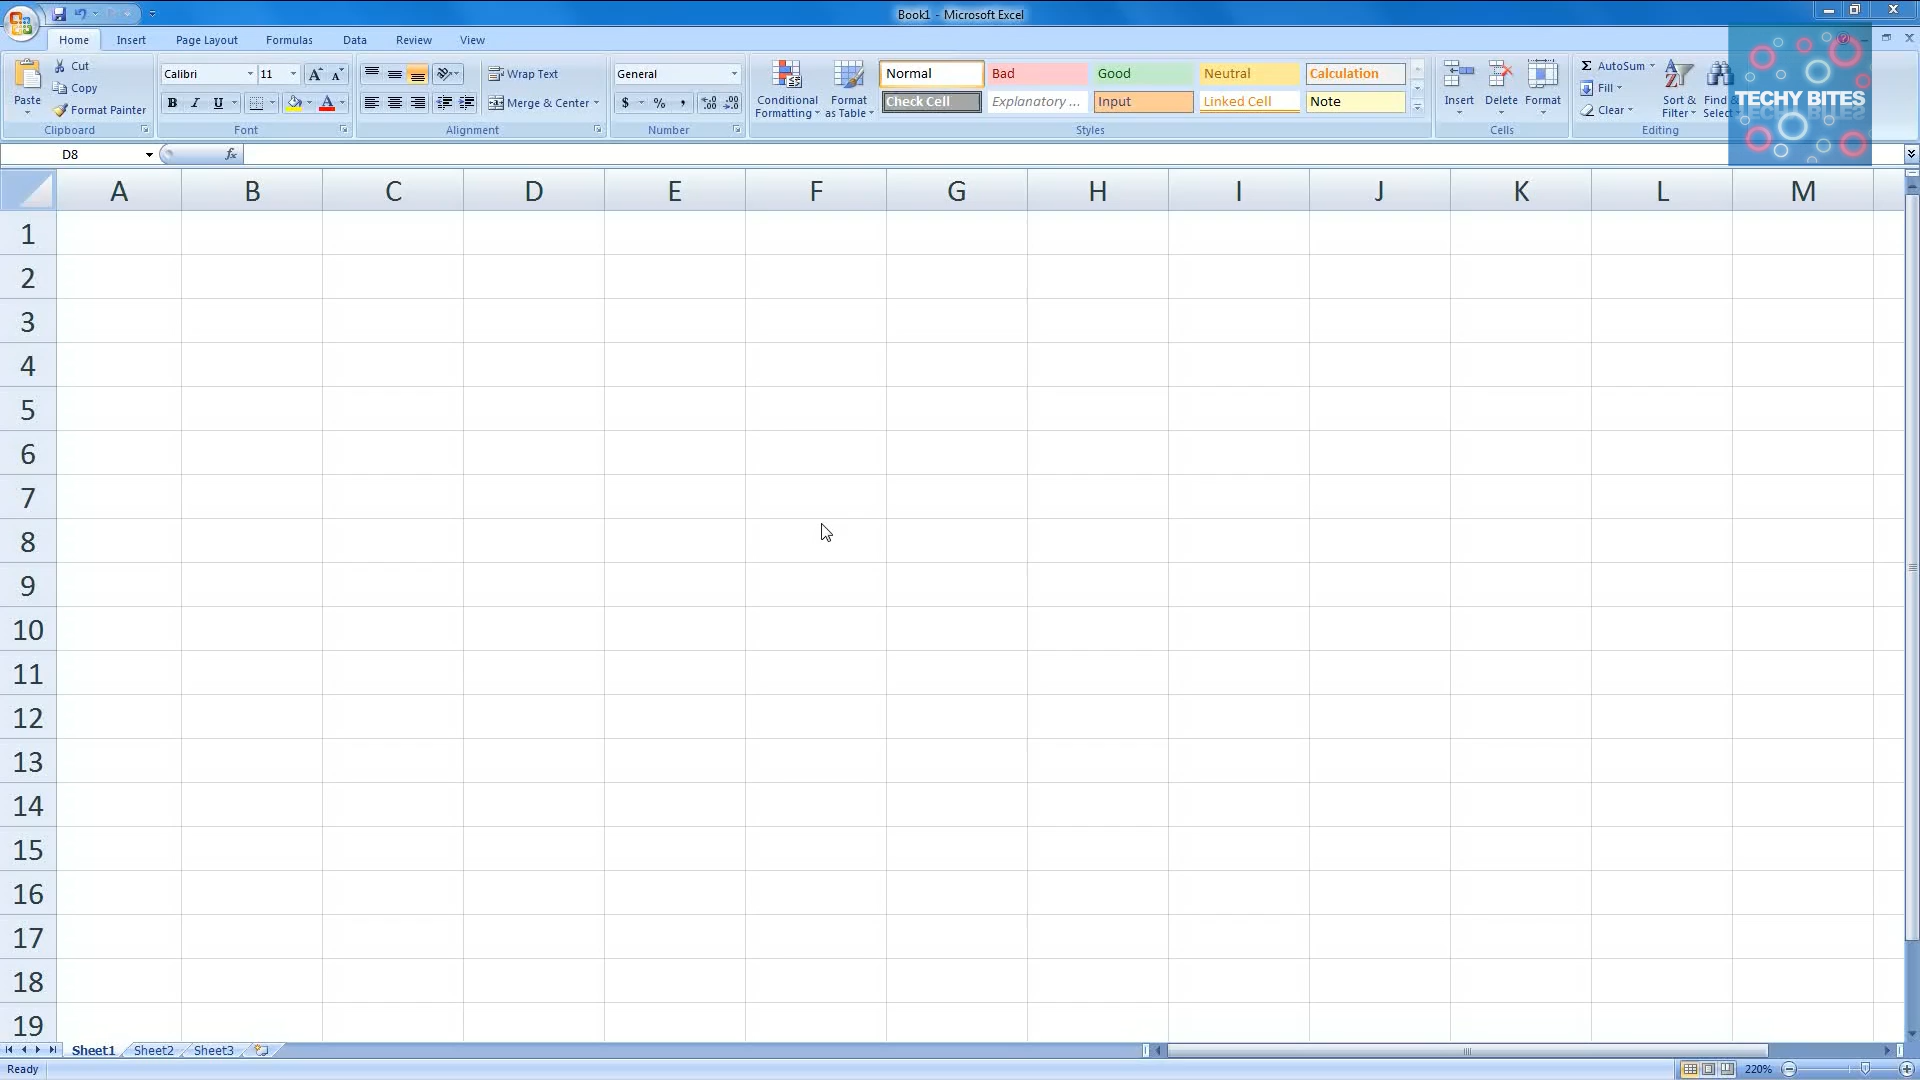 Book1 - Microsoft Excel
Home Insert Page Layout Formulas Data Review View
Paste
Cut
Copy
Format Painter
Clipboard
Calibri 11
B I U
Font
Wrap Text
Merge & Center
Alignment
General
$ % ,
Number
Conditional Formatting
Format as Table
Normal Bad Good Neutral Calculation
Check Cell Explanatory ... Input Linked Cell Note
Styles
Insert Delete Format
Cells
Σ AutoSum
Fill
Clear
Sort & Filter
Find
Select
Editing
TECHY BITES
D8
fx
A B C D E F G H I J K L M
1
2
3
4
5
6
7
8
9
10
11
12
13
14
15
16
17
18
19
Sheet1 Sheet2 Sheet3
Ready
220%